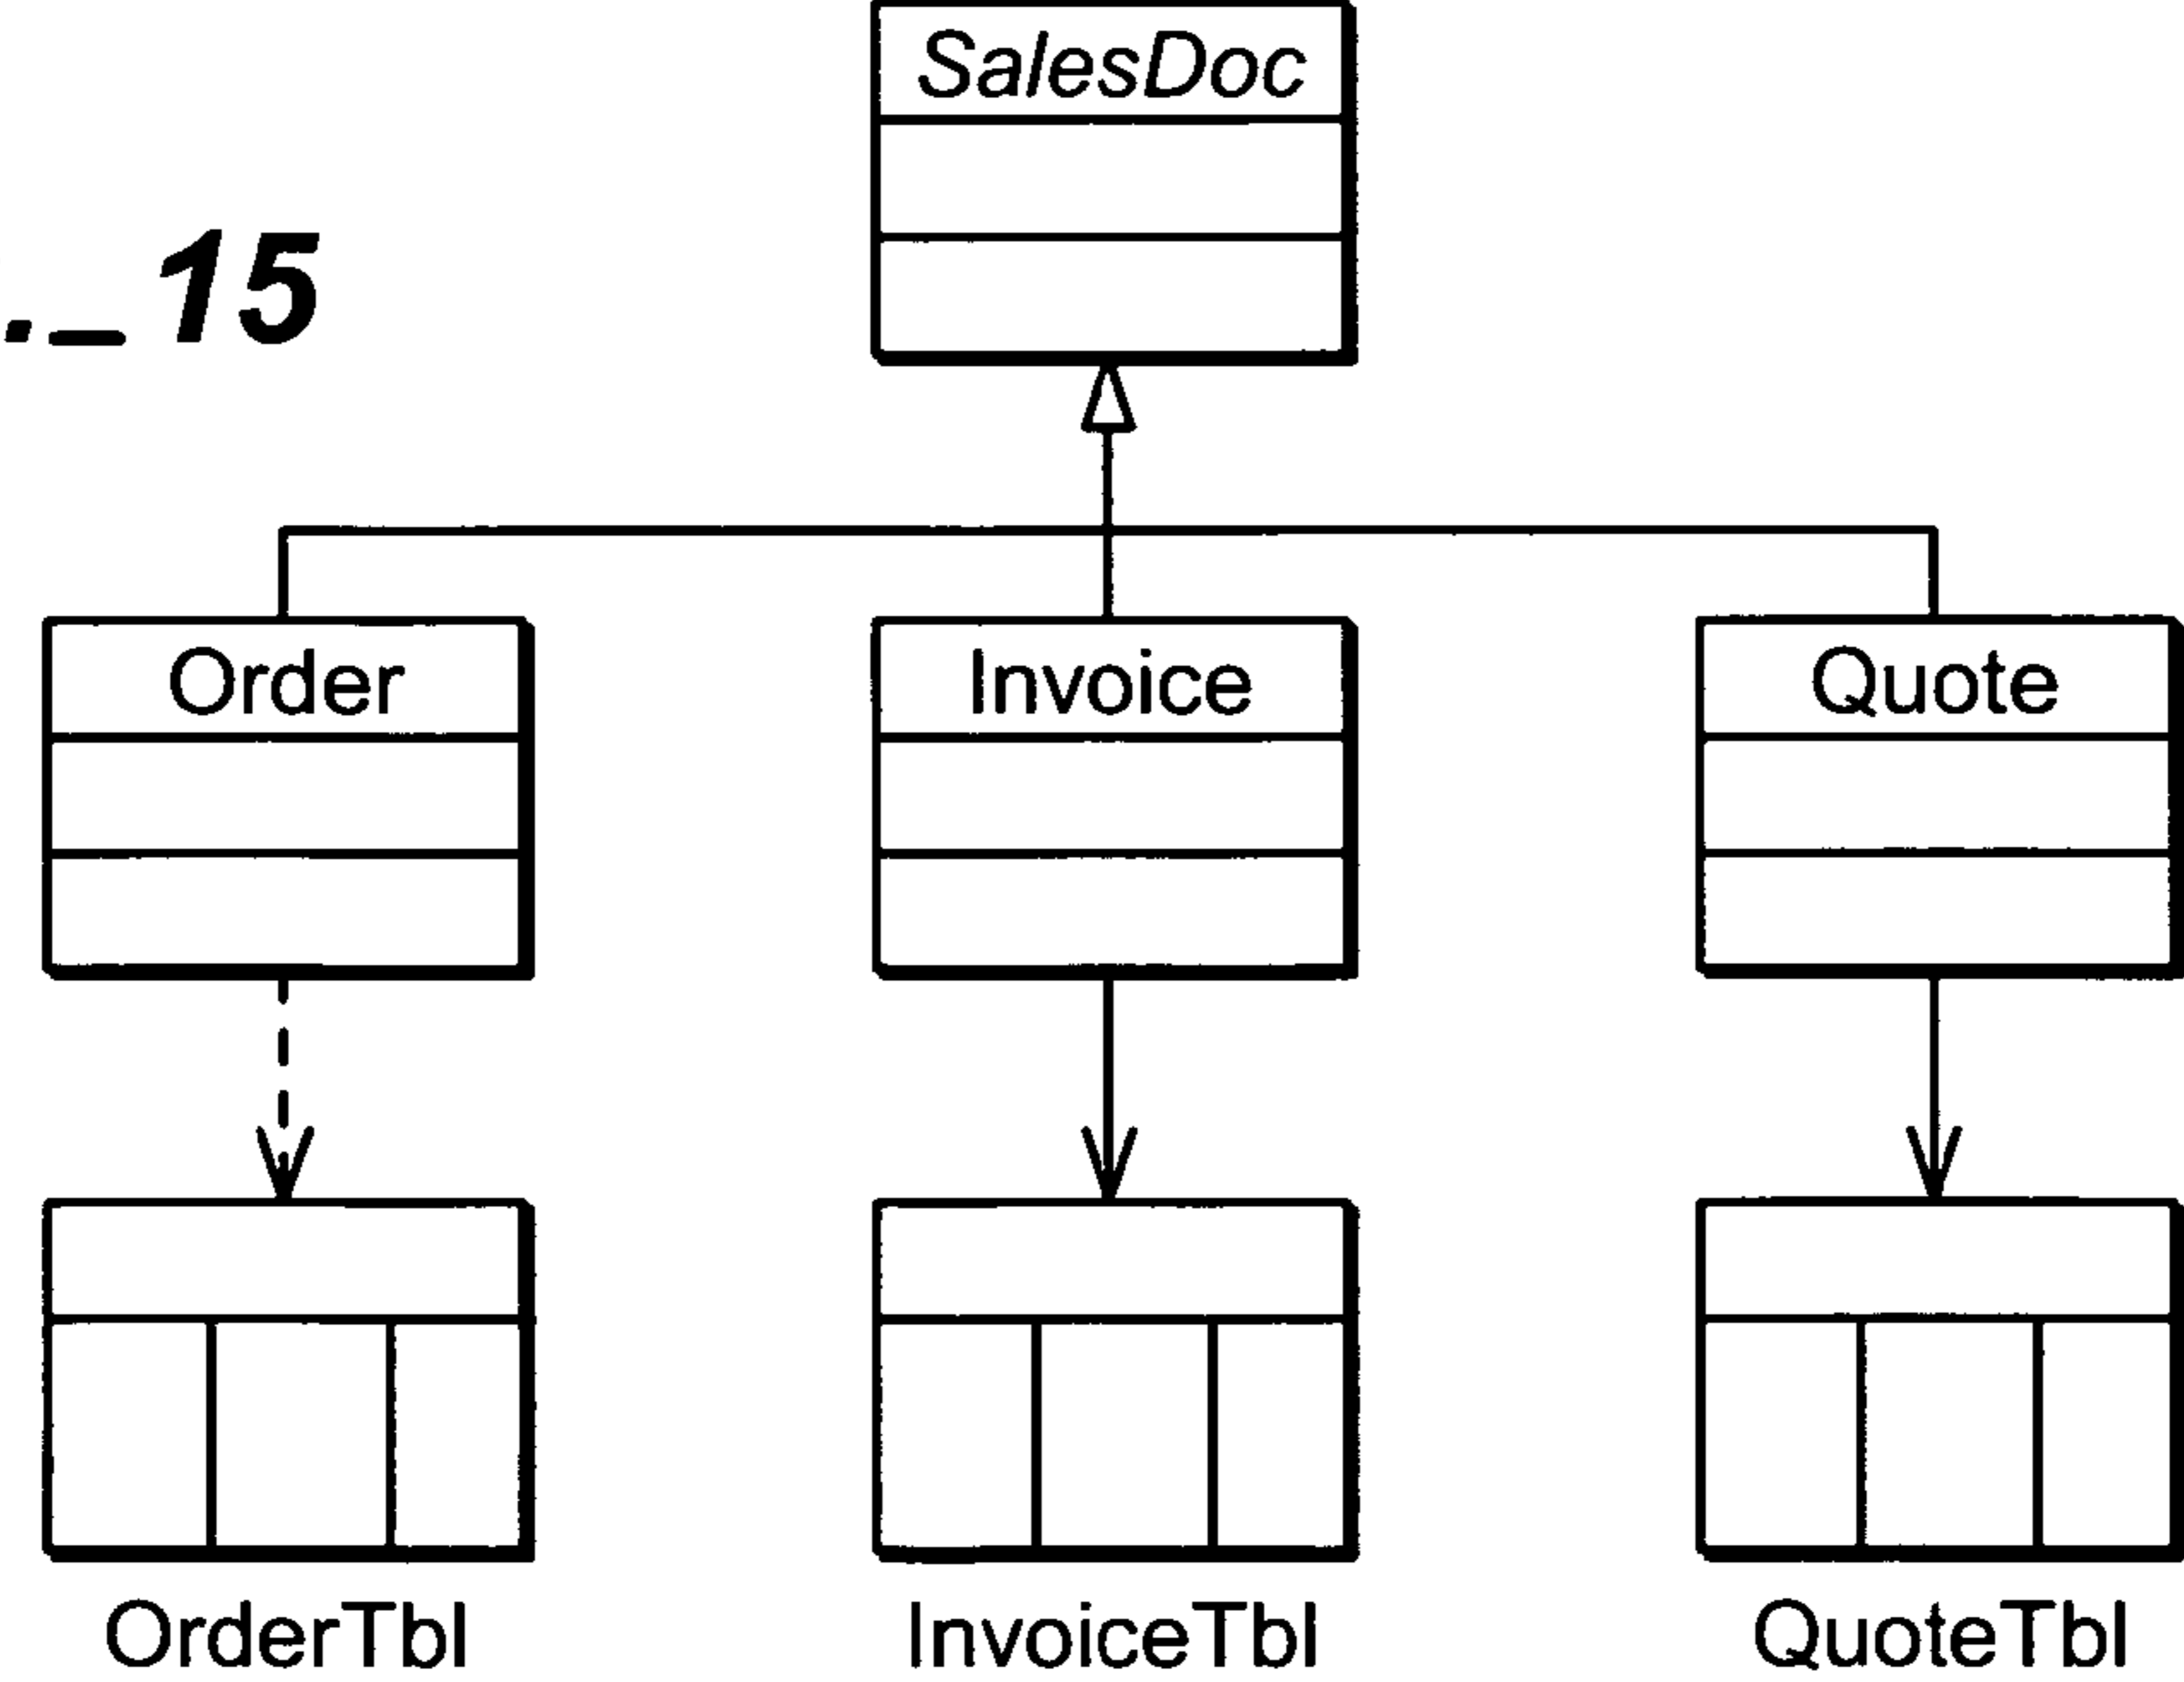 SalesDoc
._15
Order
Invoice
Quote
OrderTbl
InvoiceTbl
QuoteTbl